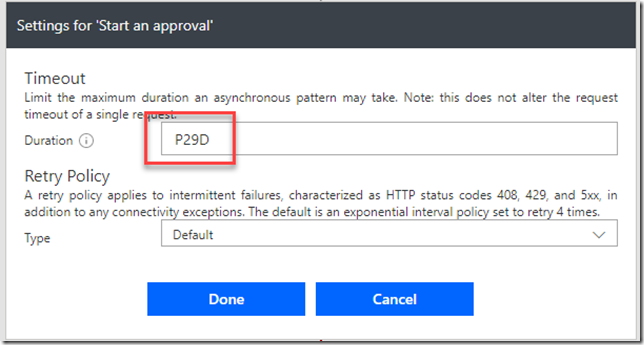 Settings for 'Start an approval'
Timeout
Limit the maximum duration an asynchronous pattern may take. Note: this does not alter the request
timeout of a single request.
Duration
P29D
Retry Policy
A retry policy applies to intermittent failures, characterized as HTTP status codes 408, 429, and 5xx, in
addition to any connectivity exceptions. The default is an exponential interval policy set to retry 4 times.
Type
Default
Done
Cancel